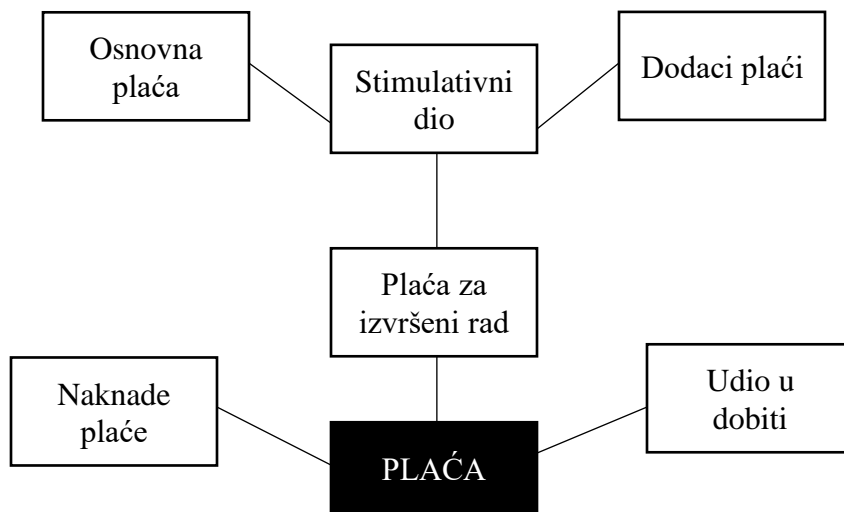 Osnovna
plaća
Stimulativni
dio
Dodaci plaći
Plaća za
izvršeni rad
Naknade
plaće
Udio u
dobiti
PLAĆA